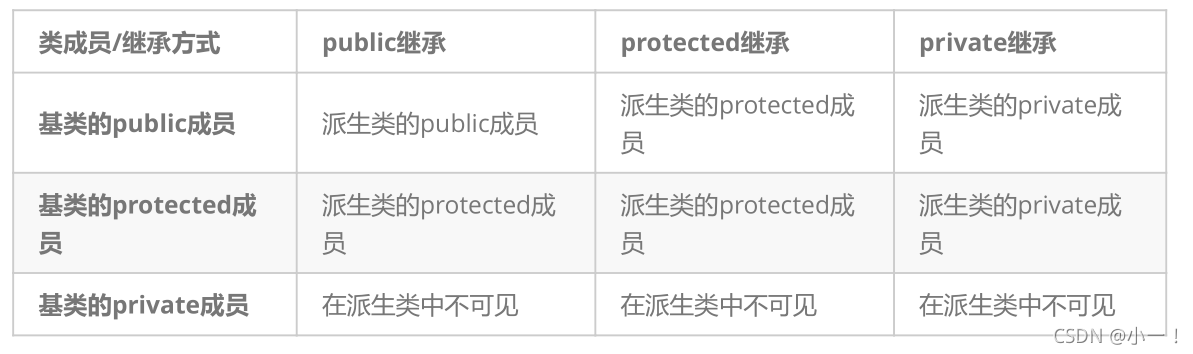 类成员/继承方式 public继承 protected继承 private继承
基类的public成员 派生类的public成员 派生类的protected成员 派生类的private成员
基类的protected成员 派生类的protected成员 派生类的protected成员 派生类的private成员
基类的private成员 在派生类中不可见 在派生类中不可见 在派生类中不可见
CSDN @小一！